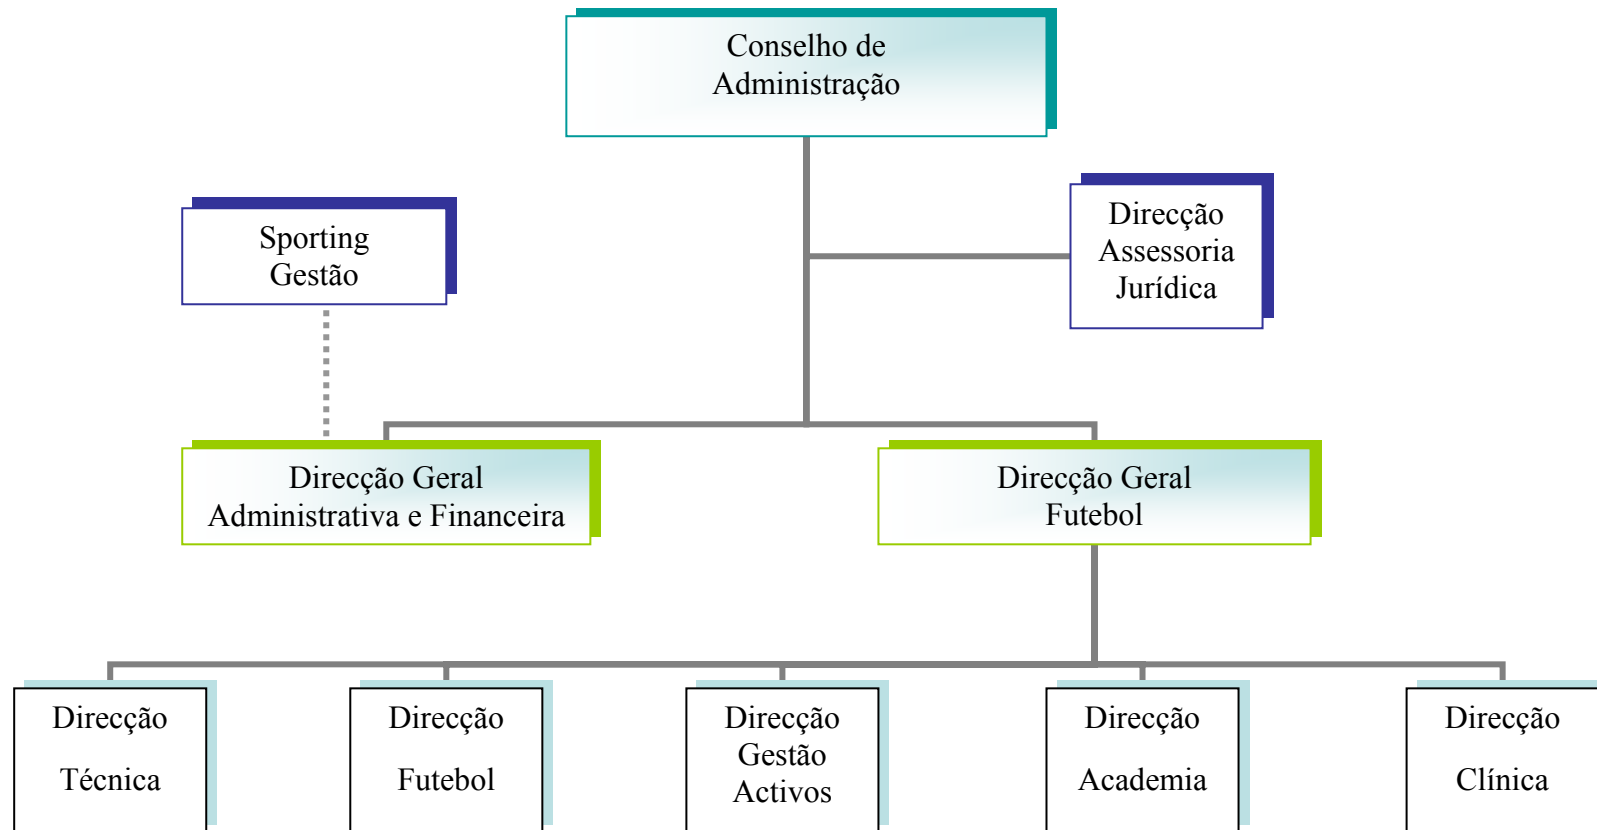 Conselho de
Administração
Sporting
Gestão
Direcção
Assessoria
Jurídica
Direcção Geral
Administrativa e Financeira
Direcção Geral
Futebol
Direcção
Técnica
Direcção
Futebol
Direcção
Gestão
Activos
Direcção
Academia
Direcção
Clínica